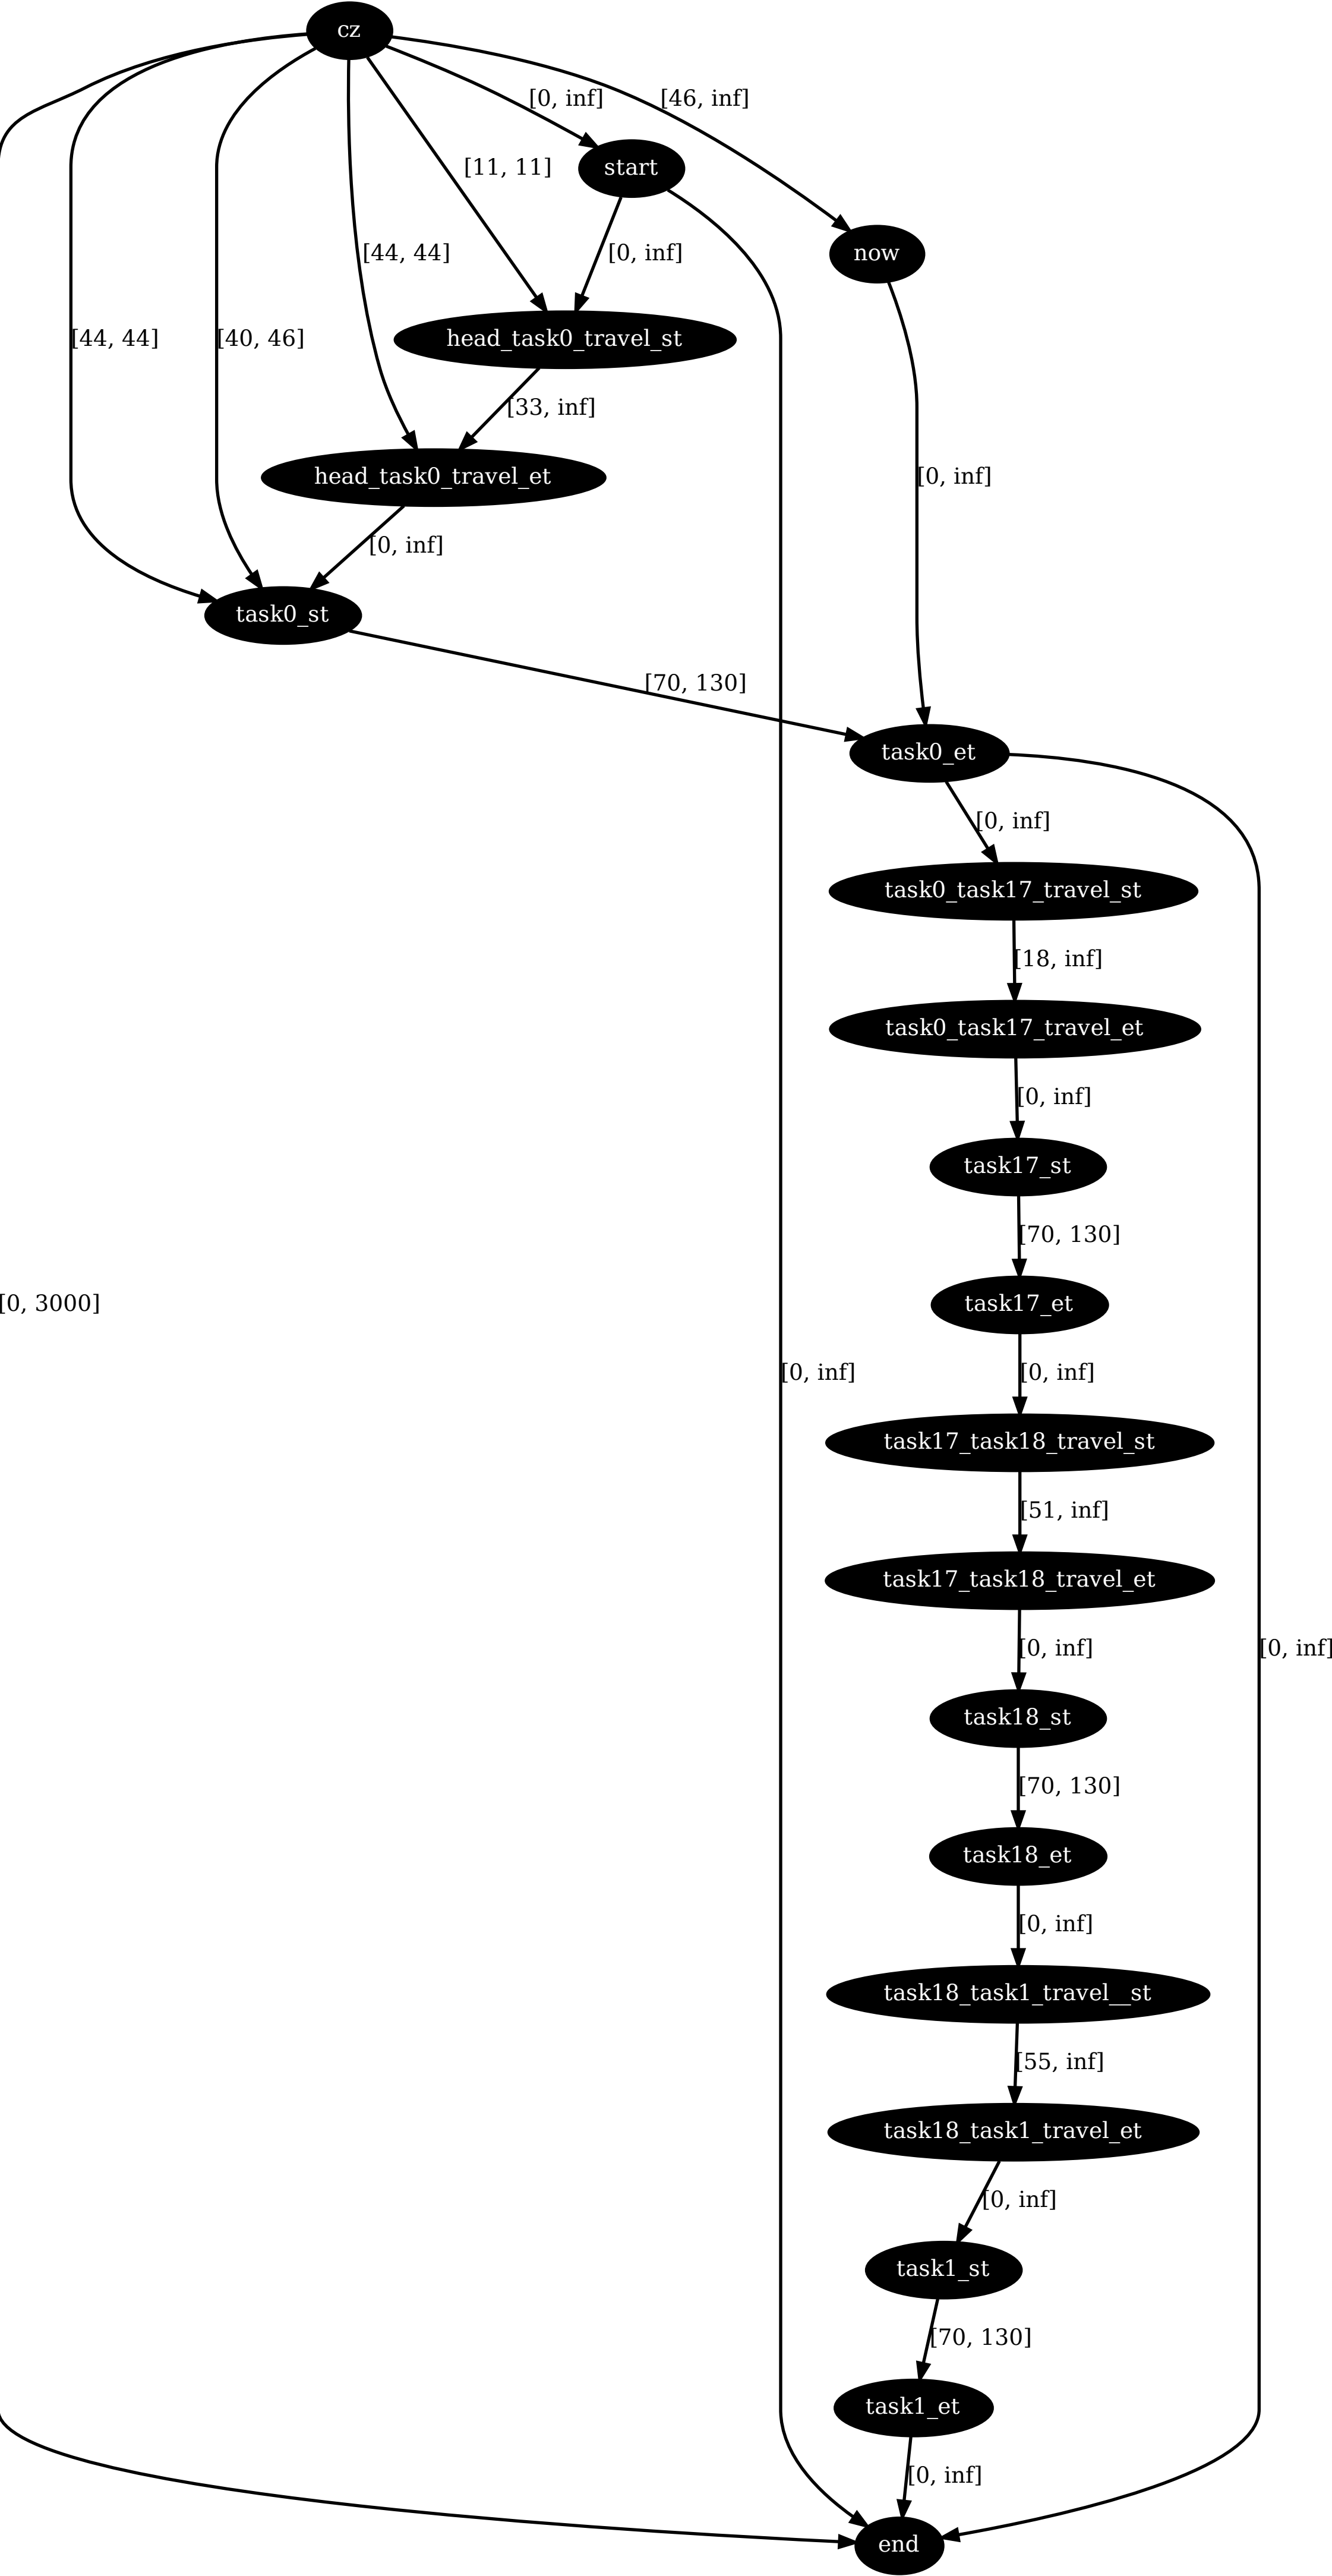 cz
[0, inf]
[46, inf]
[11, 11]
start
[44, 44]
[0, inf]
now
[44, 44]
[40, 46]
head_task0_travel_st
[33, inf]
head_task0_travel_et
[0, inf]
[0, inf]
task0_st
[70, 130]
task0_et
[0, inf]
task0_task17_travel_st
[18, inf]
task0_task17_travel_et
[0, inf]
task17_st
[70, 130]
[0, 3000]
task17_et
[0, inf]
[0, inf]
task17_task18_travel_st
[51, inf]
task17_task18_travel_et
[0, inf]
[0, inf]
task18_st
[70, 130]
task18_et
[0, inf]
task18_task1_travel__st
[55, inf]
task18_task1_travel_et
[0, inf]
task1_st
[70, 130]
task1_et
[0, inf]
end